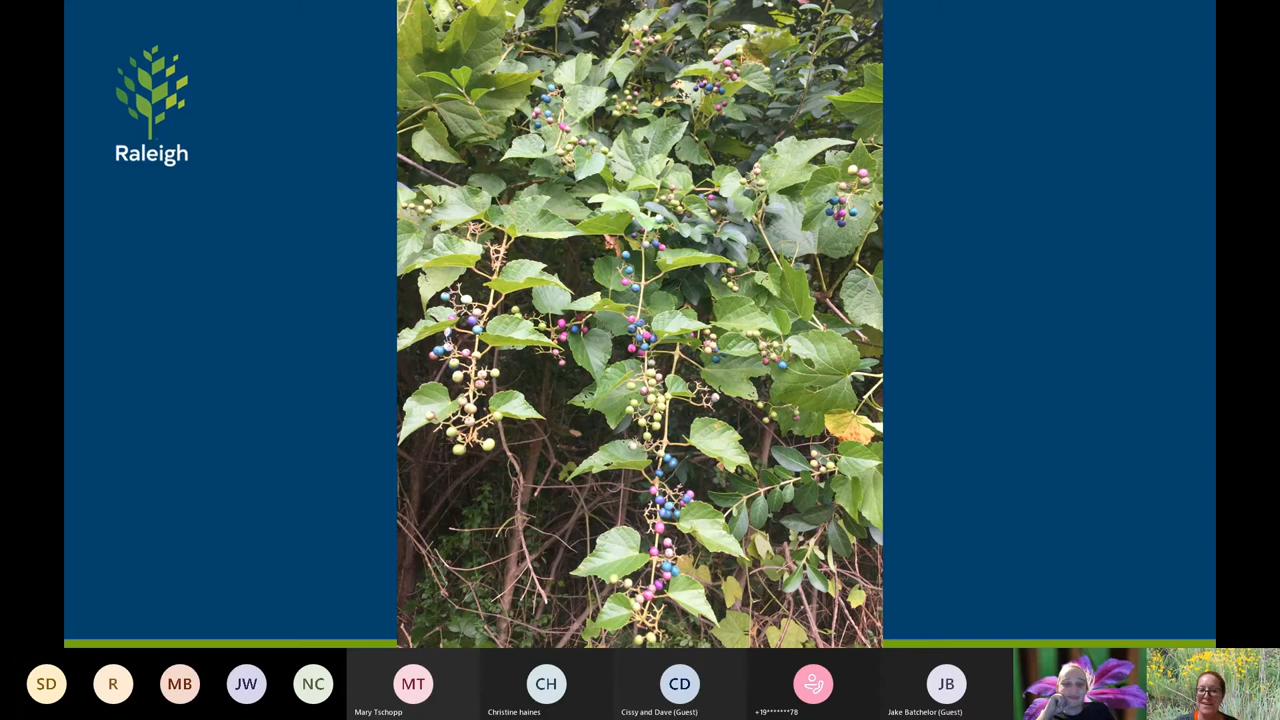 Raleigh
SD
R
MB
JW
NC
MT
CH
CD
JB
Mary Tschopp
Christine haines
Cissy and Dave (Guest)
+19*******78
Jake Batchelor (Guest)